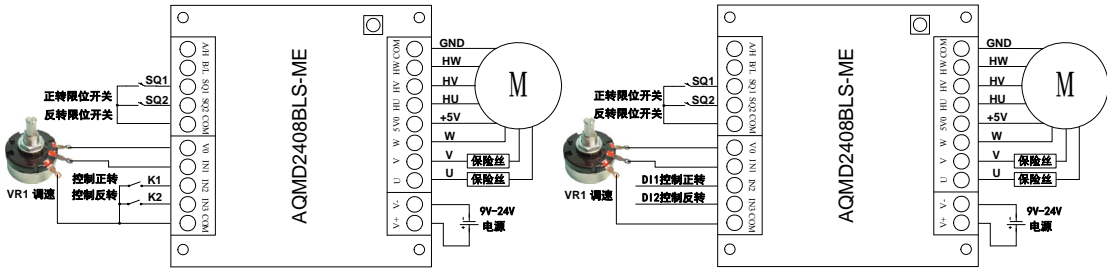 A/H
B/L
SQ1
SQ2
COM
V0
IN1
IN2
IN3
COM
SQ1
正转限位开关
SQ2
反转限位开关
控制正转
K1
控制反转
K2
VR1 调速
AQMD2408BLS-ME
COM
HW
HV
HU
5V0
W
V
U
V-
V+
GND
HW
HV
HU
+5V
W
V
保险丝
U
保险丝
M
9V-24V
电源
A/H
B/L
SQ1
SQ2
COM
V0
IN1
IN2
IN3
COM
SQ1
正转限位开关
SQ2
反转限位开关
DI1控制正转
DI2控制反转
VR1 调速
AQMD2408BLS-ME
COM
HW
HV
HU
5V0
W
V
U
V-
V+
GND
HW
HV
HU
+5V
W
V
保险丝
U
保险丝
M
9V-24V
电源